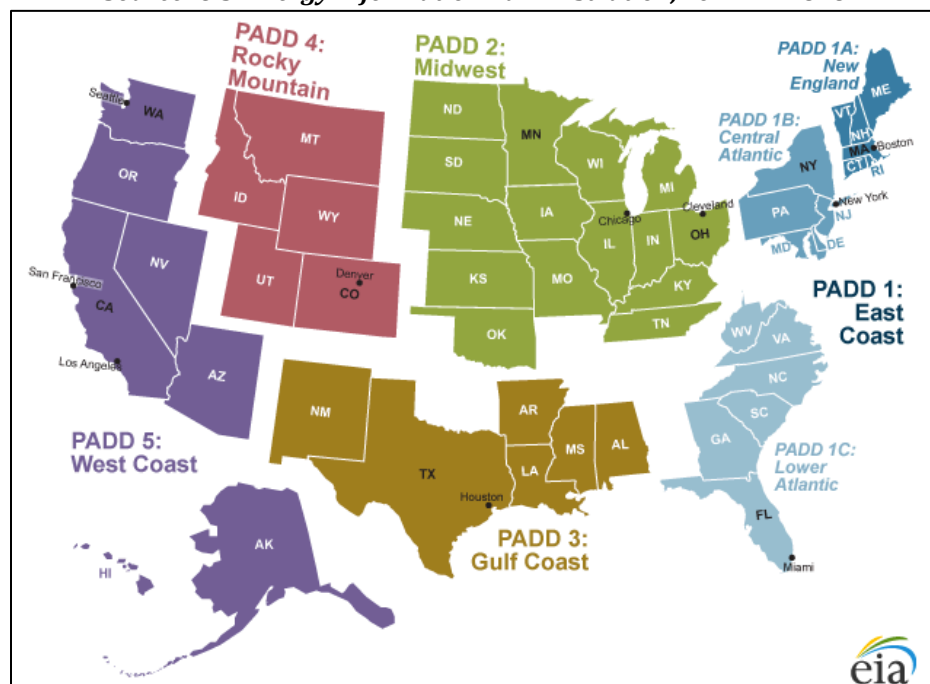 PADD 4:
Rocky
Mountain
PADD 2:
Midwest
PADD 1A:
New
England
PADD 1B:
Central
Atlantic
Seattle
WA
OR
CA
NV
AZ
San Francisco
Los Angeles
PADD 5:
West Coast
AK
HI
MT
ID
WY
UT
Denver
CO
ND
SD
NE
KS
OK
MN
IA
MO
WI
IL
Chicago
MI
IN
Cleveland
OH
KY
TN
ME
VT
NH
MA
Boston
CT
RI
NY
New York
PA
NJ
MD
DE
PADD 1:
East
Coast
WV
VA
NC
SC
GA
FL
Miami
PADD 1C:
Lower
Atlantic
NM
TX
Houston
AR
LA
MS
AL
PADD 3:
Gulf Coast
eia